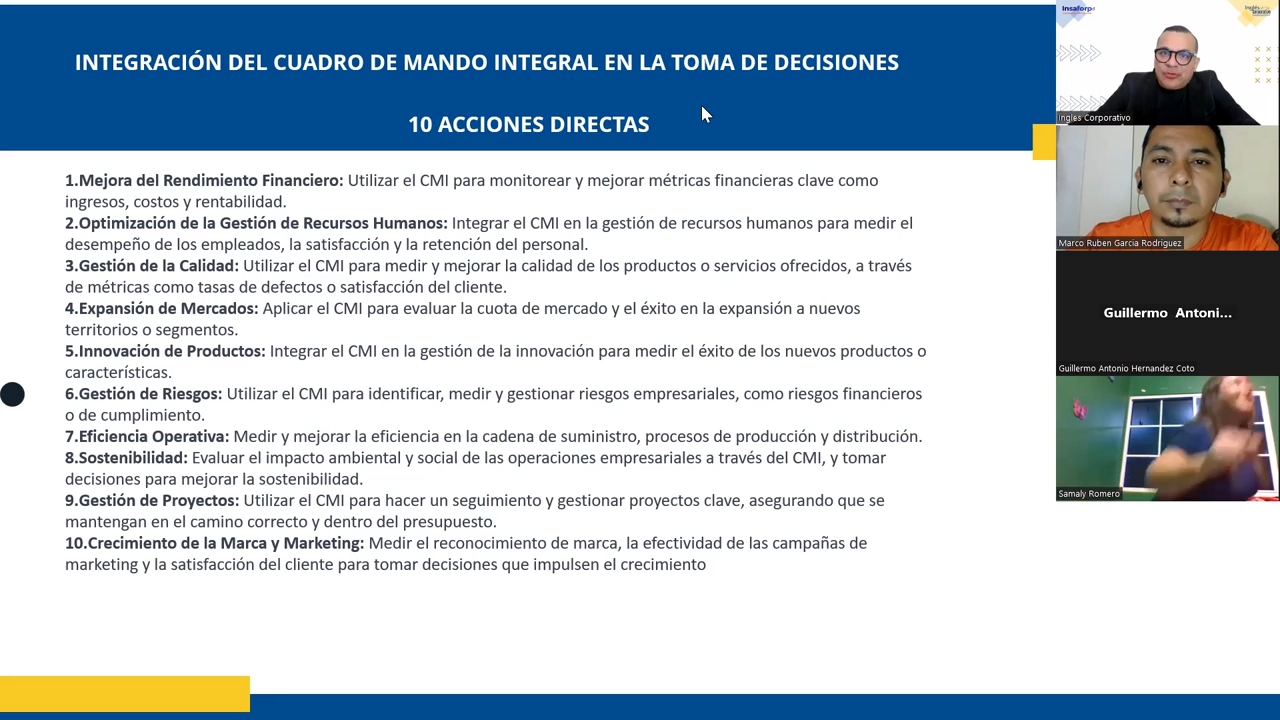 INTEGRACIÓN DEL CUADRO DE MANDO INTEGRAL EN LA TOMA DE DECISIONES
10 ACCIONES DIRECTAS
1.Mejora del Rendimiento Financiero: Utilizar el CMI para monitorear y mejorar métricas financieras clave como
ingresos, costos y rentabilidad.
2.Optimización de la Gestión de Recursos Humanos: Integrar el CMI en la gestión de recursos humanos para medir el
desempeño de los empleados, la satisfacción y la retención del personal.
3.Gestión de la Calidad: Utilizar el CMI para medir y mejorar la calidad de los productos o servicios ofrecidos, a través
de métricas como tasas de defectos o satisfacción del cliente.
4.Expansión de Mercados: Aplicar el CMI para evaluar la cuota de mercado y el éxito en la expansión a nuevos
territorios o segmentos.
5.Innovación de Productos: Integrar el CMI en la gestión de la innovación para medir el éxito de los nuevos productos o
características.
6.Gestión de Riesgos: Utilizar el CMI para identificar, medir y gestionar riesgos empresariales, como riesgos financieros
o de cumplimiento.
7.Eficiencia Operativa: Medir y mejorar la eficiencia en la cadena de suministro, procesos de producción y distribución.
8.Sostenibilidad: Evaluar el impacto ambiental y social de las operaciones empresariales a través del CMI, y tomar
decisiones para mejorar la sostenibilidad.
9.Gestión de Proyectos: Utilizar el CMI para hacer un seguimiento y gestionar proyectos clave, asegurando que se
mantengan en el camino correcto y dentro del presupuesto.
10.Crecimiento de la Marca y Marketing: Medir el reconocimiento de marca, la efectividad de las campañas de
marketing y la satisfacción del cliente para tomar decisiones que impulsen el crecimiento
Insaforp
Ingles Corporativo
Marco Ruben Garcia Rodriguez
Guillermo Antoni...
Guillermo Antonio Hernandez Coto
Samaly Romero